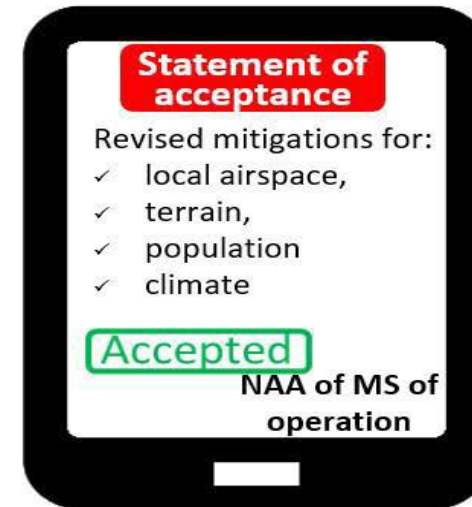 Statement of
acceptance
Revised mitigations for:
✓ local airspace,
✓ terrain,
✓ population
✓ climate
Accepted
NAA of MS of
operation